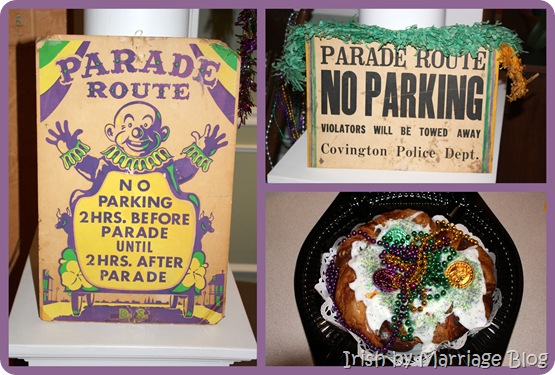 PARADE
ROUTE
NO
PARKING
2HRS. BEFORE
PARADE
UNTIL
2HRS. AFTER
PARADE
PARADE ROUTE
NO PARKING
VIOLATORS WILL BE TOWED AWAY
Covington Police Dept.
Irish by Marriage Blog